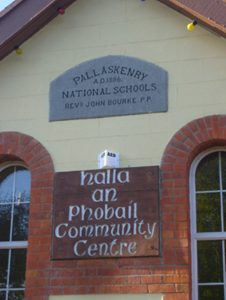 PALLASKENRY
A.D. 1886.
NATIONAL SCHOOLS
REVD JOHN BOURKE. P.P.
halla
an
Phobail
Community
Centre